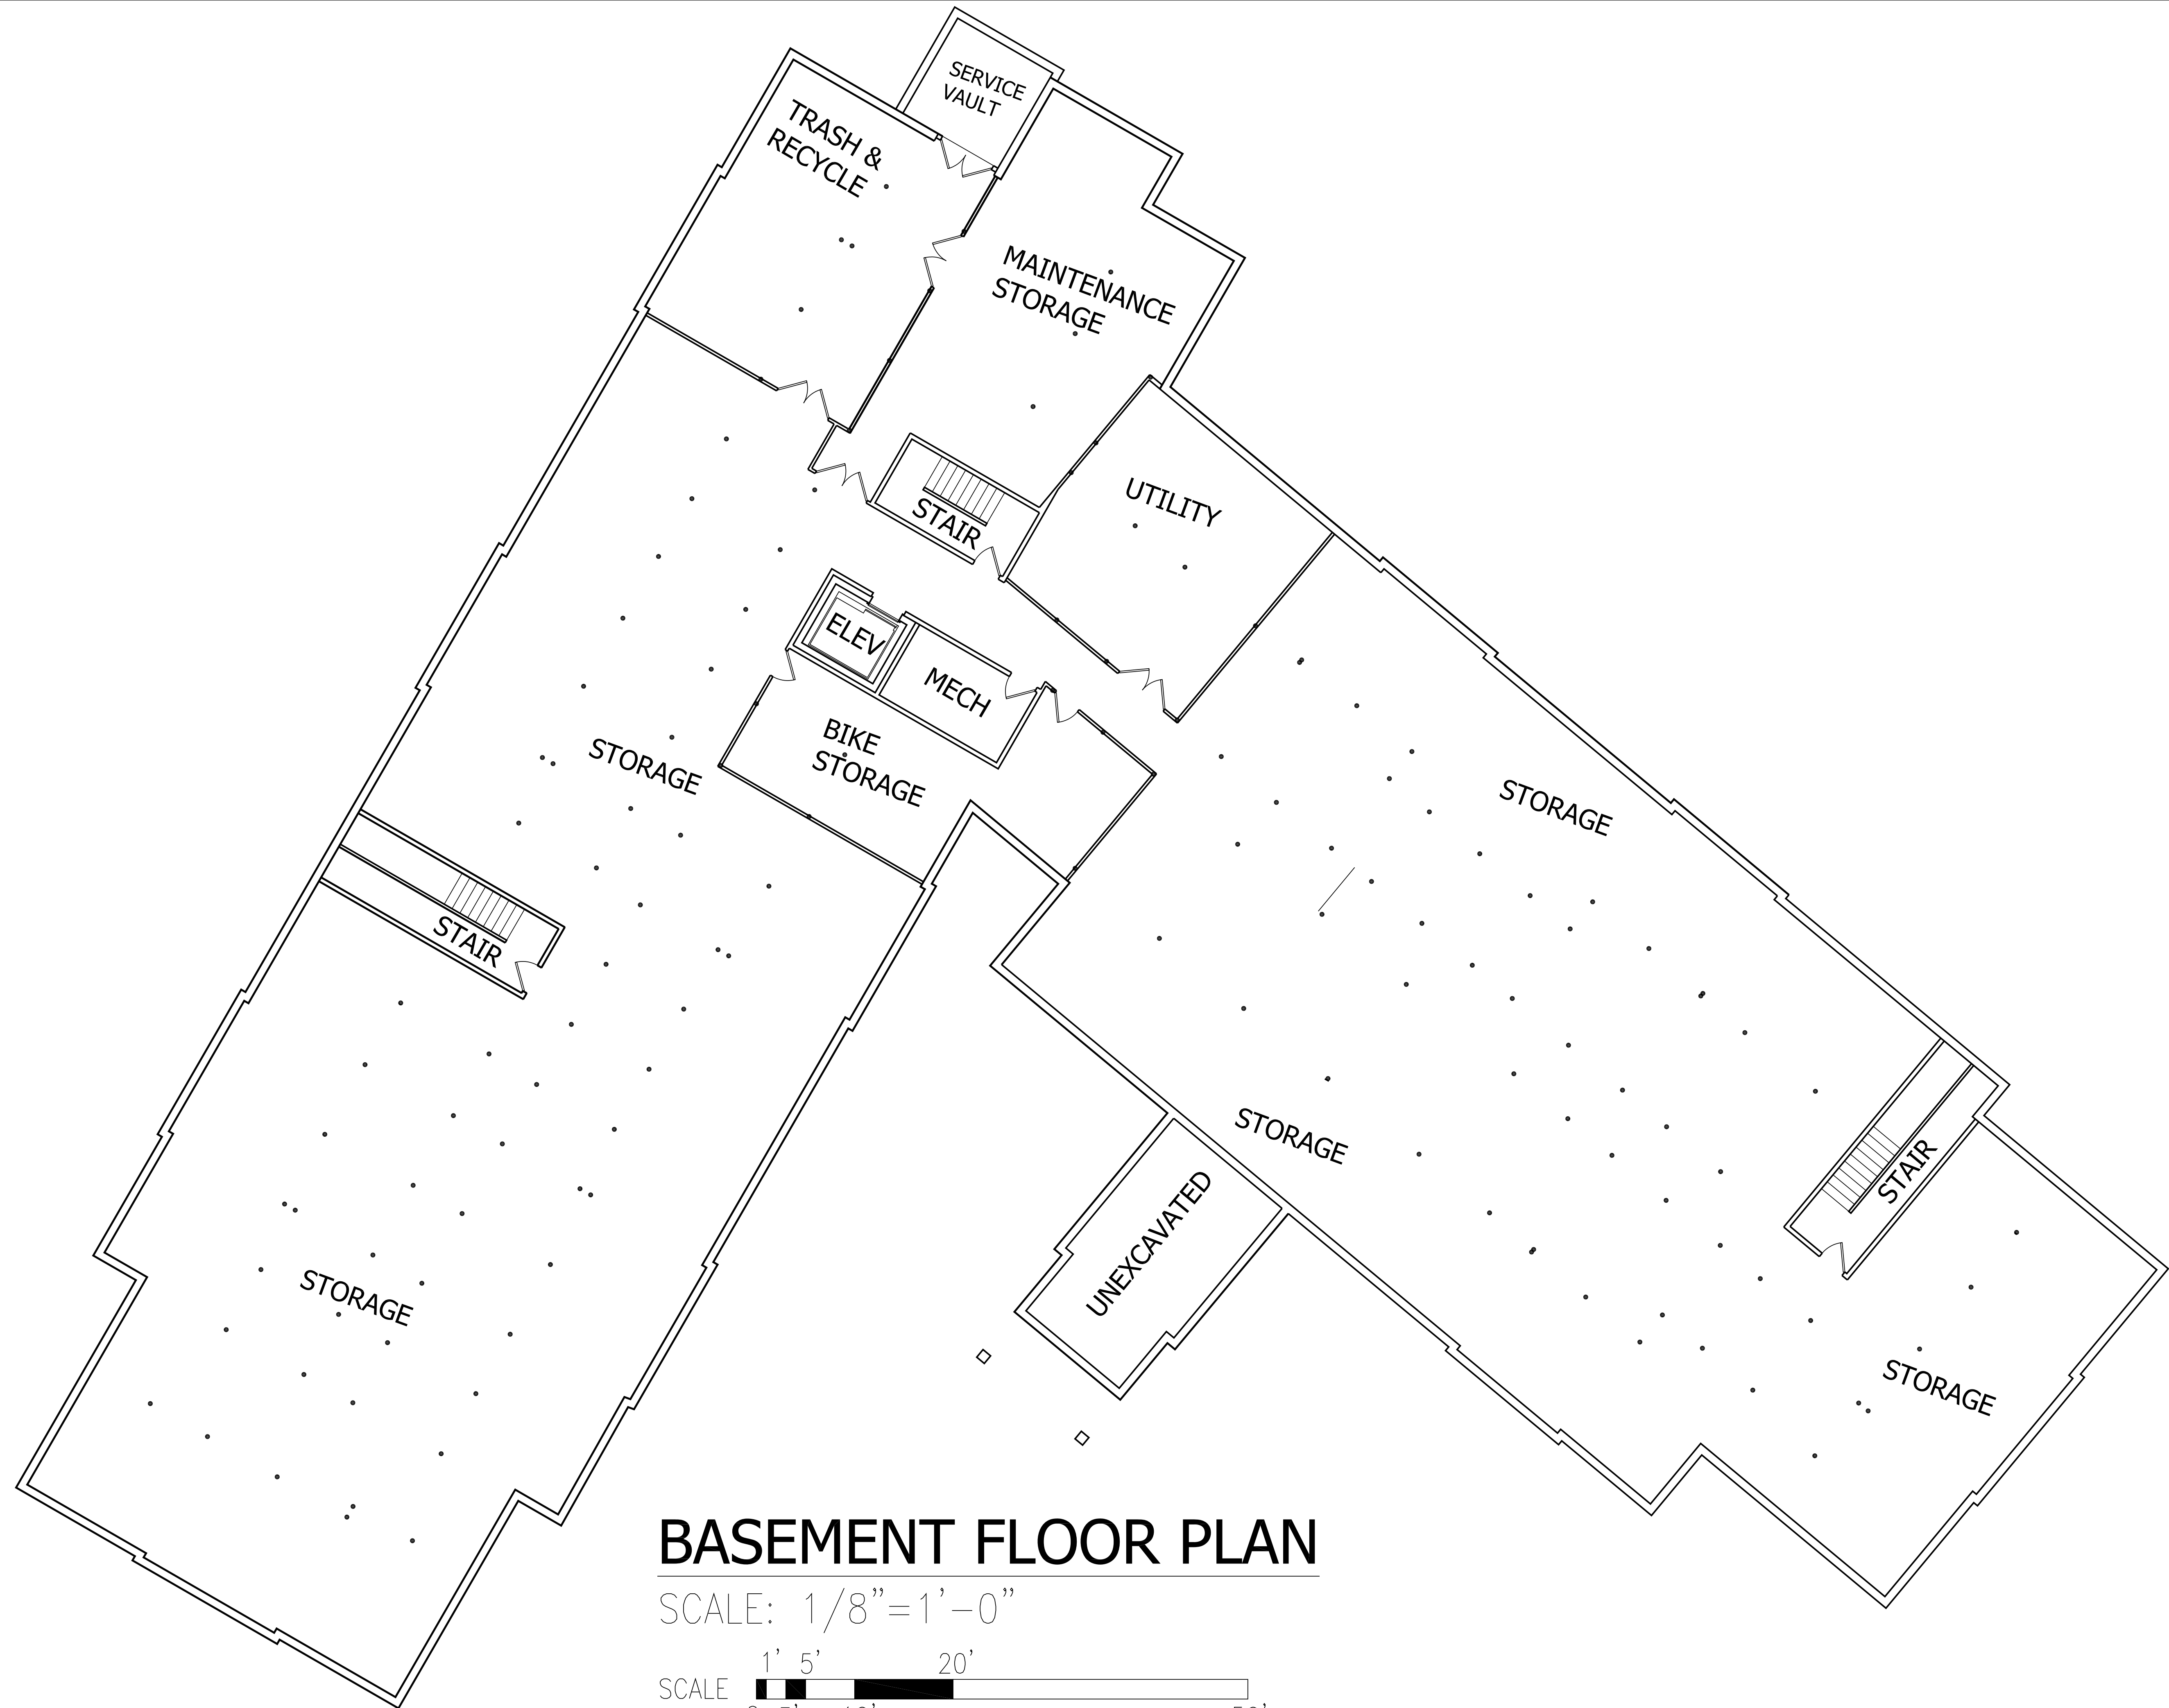 SERVICE
VAULT
TRASH &
RECYCLE
MAINTENANCE
STORAGE
UTILITY
STAIR
ELEV
MECH
BIKE
STORAGE
STORAGE
STORAGE
STAIR
STORAGE
STAIR
UNEXCAVATED
STORAGE
STORAGE
BASEMENT FLOOR PLAN
SCALE: 1/8"=1'-0"
1' 5' 20'
SCALE